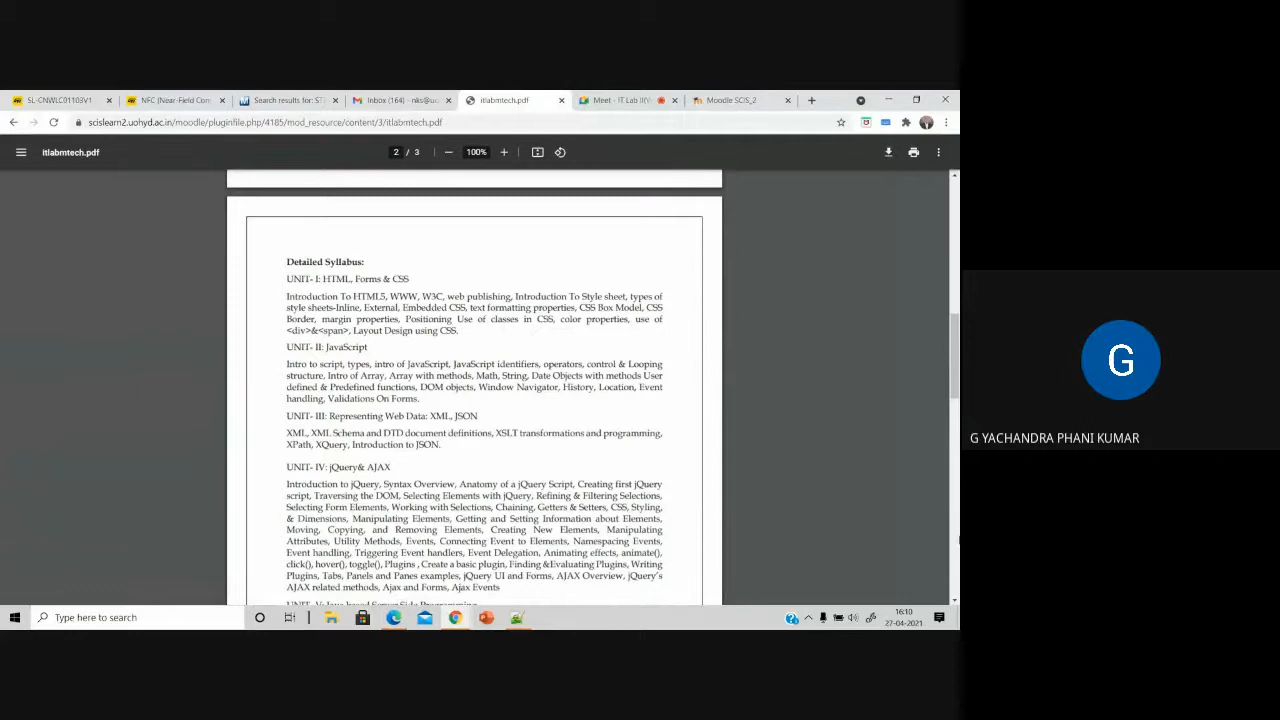 SL-CNWLC01103V1
NFC (Near-Field Com
Search results for: ST
Inbox (164) - nks@uo
itlabmtech.pdf
Meet - IT Lab II(V
Moodle SCIS_2
scislearn2.uohyd.ac.in/moodle/pluginfile.php/4185/mod_resource/content/3/itlabmtech.pdf
itlabmtech.pdf
2 / 3
100%
Detailed Syllabus:
UNIT- I: HTML, Forms & CSS
Introduction To HTML5, WWW, W3C, web publishing, Introduction To Style sheet, types of
style sheets-Inline, External, Embedded CSS, text formatting properties, CSS Box Model, CSS
Border, margin properties, Positioning Use of classes in CSS, color properties, use of
<div>&<span>, Layout Design using CSS.
UNIT- II: JavaScript
Intro to script, types, intro of JavaScript, JavaScript identifiers, operators, control & Looping
structure, Intro of Array, Array with methods, Math, String, Date Objects with methods User
defined & Predefined functions, DOM objects, Window Navigator, History, Location, Event
handling, Validations On Forms.
UNIT- III: Representing Web Data: XML, JSON
XML, XML Schema and DTD document definitions, XSLT transformations and programming,
XPath, XQuery, Introduction to JSON.
UNIT- IV: jQuery& AJAX
Introduction to jQuery, Syntax Overview, Anatomy of a jQuery Script, Creating first jQuery
script, Traversing the DOM, Selecting Elements with jQuery, Refining & Filtering Selections,
Selecting Form Elements, Working with Selections, Chaining, Getters & Setters, CSS, Styling,
& Dimensions, Manipulating Elements, Getting and Setting Information about Elements,
Moving, Copying, and Removing Elements, Creating New Elements, Manipulating
Attributes, Utility Methods, Events, Connecting Event to Elements, Namespacing Events,
Event handling, Triggering Event handlers, Event Delegation, Animating effects, animate(),
click(), hover(), toggle(), Plugins , Create a basic plugin, Finding &Evaluating Plugins, Writing
Plugins, Tabs, Panels and Panes examples, jQuery UI and Forms, AJAX Overview, jQuery's
AJAX related methods, Ajax and Forms, Ajax Events
UNIT- V: Java based Server Side Programming
G
G YACHANDRA PHANI KUMAR
Type here to search
16:10
27-04-2021